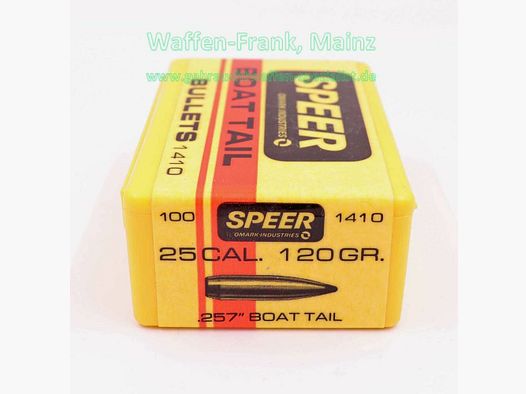 Waffen-Frank, Mainz
SPEER
OMARK-INDUSTRIES
BOAT TAIL
BULLETS 1410
100
SPEER
OMARK-INDUSTRIES
1410
25 CAL. 120 GR.
.257" BOAT TAIL